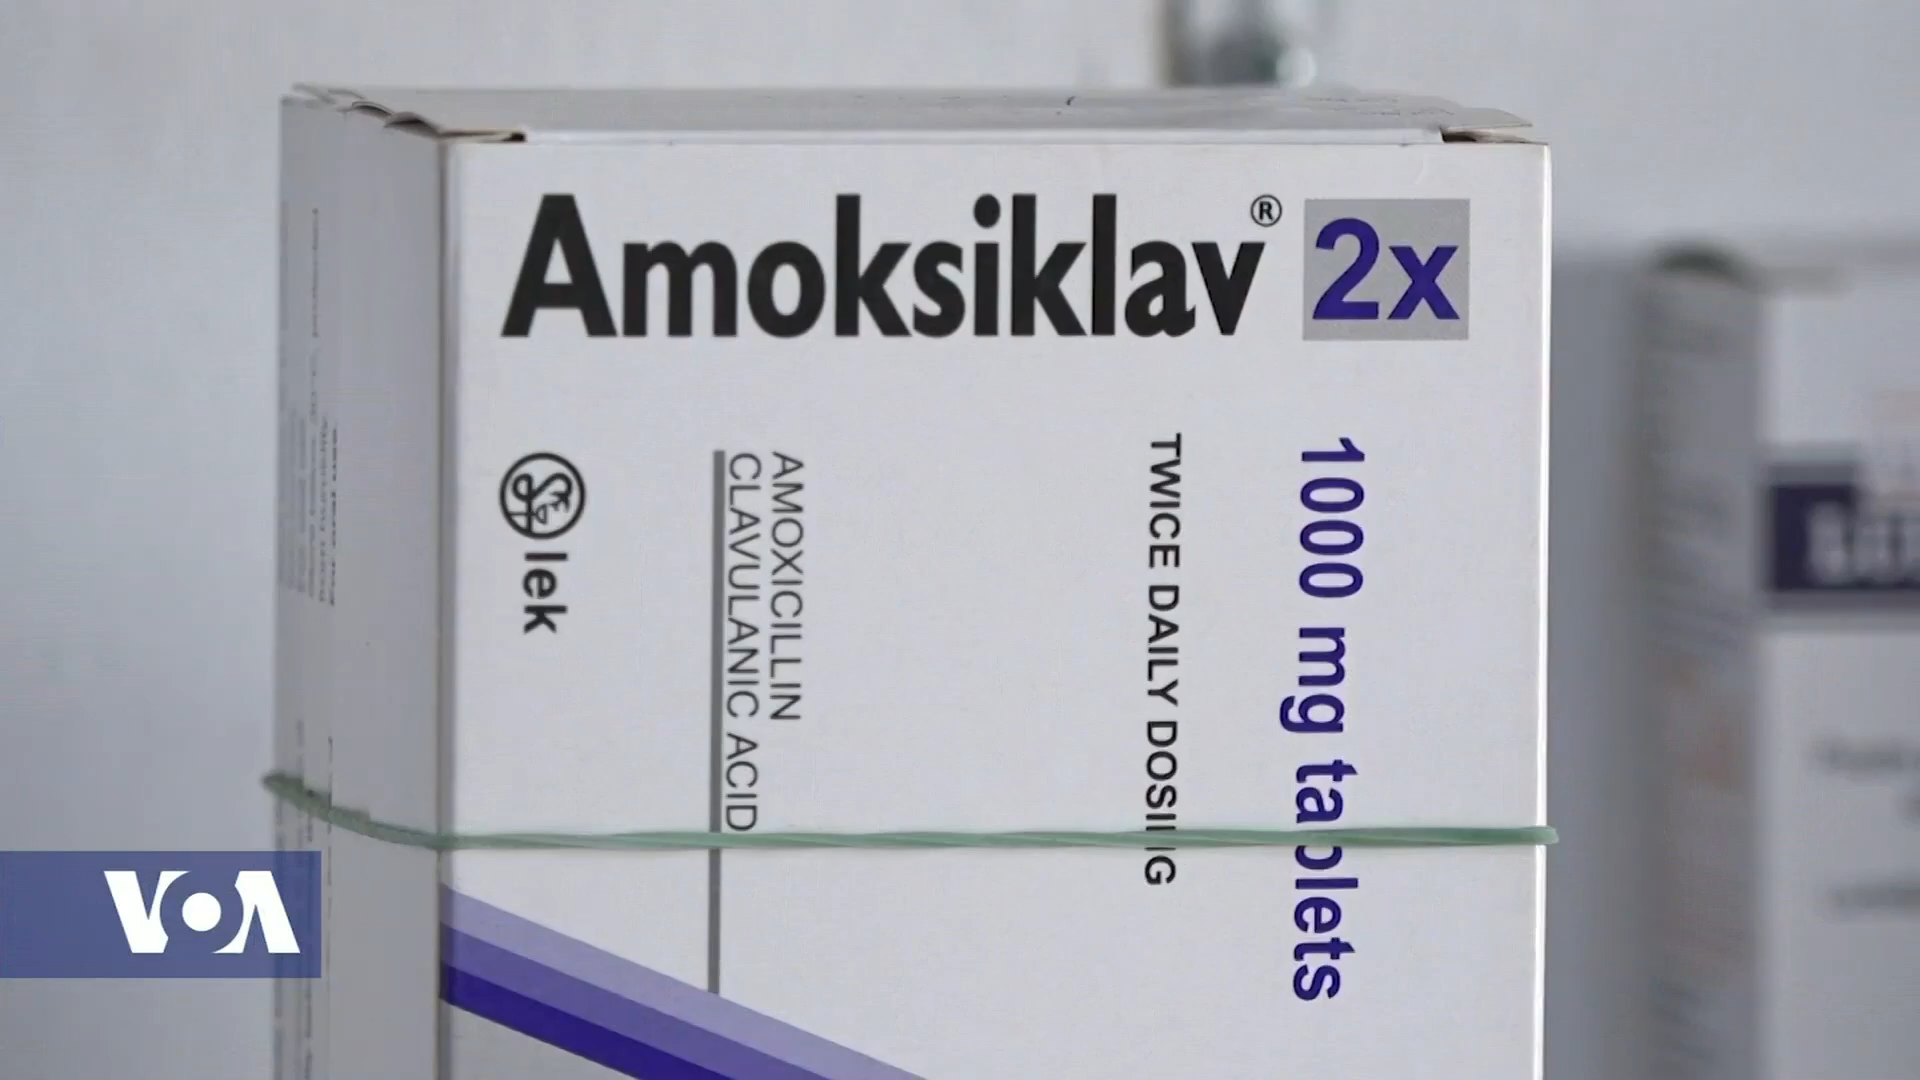 Amoksiklav® 2x
1000 mg tablets
TWICE DAILY DOSING
AMOXICILLIN
CLAVULANIC ACID
lek
VOA